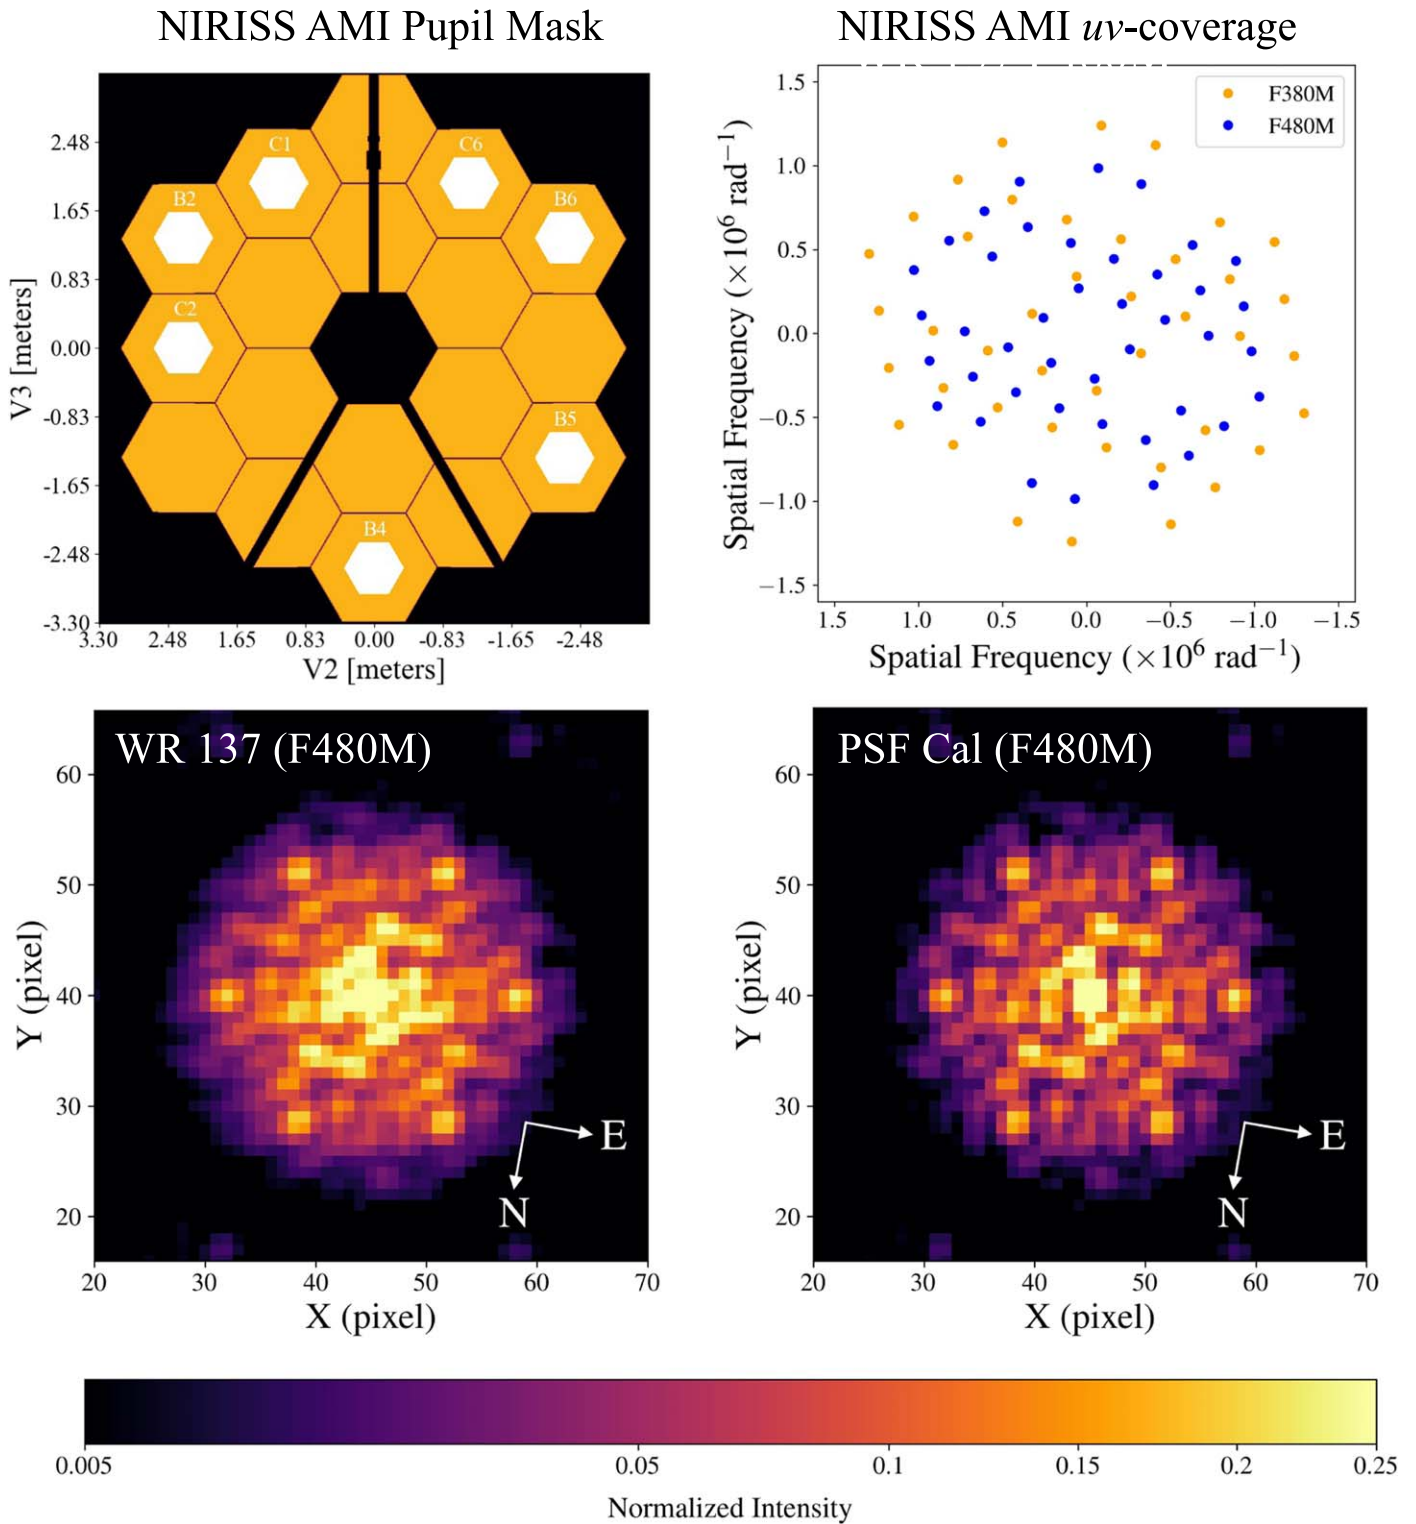 NIRISS AMI Pupil Mask
2.48
1.65
0.83
0.00
-0.83
-1.65
-2.48
-3.30
V3 [meters]
C1
C6
B2
B6
C2
B5
B4
3.30 2.48 1.65 0.83 0.00 -0.83 -1.65 -2.48
V2 [meters]
NIRISS AMI uv-coverage
1.5
1.0
0.5
0.0
−0.5
−1.0
−1.5
Spatial Frequency (×10⁶ rad⁻¹)
F380M
F480M
1.5 1.0 0.5 0.0 −0.5 −1.0 −1.5
Spatial Frequency (×10⁶ rad⁻¹)
WR 137 (F480M)
60
50
40
30
20
Y (pixel)
E
N
20 30 40 50 60 70
X (pixel)
PSF Cal (F480M)
60
50
40
30
20
Y (pixel)
E
N
20 30 40 50 60 70
X (pixel)
0.005 0.05 0.1 0.15 0.2 0.25
Normalized Intensity